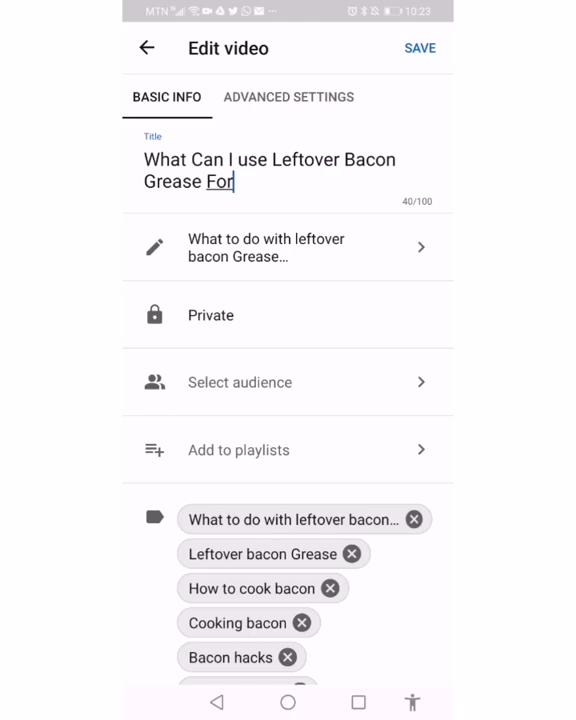 MTN 10:23
Edit video SAVE
BASIC INFO ADVANCED SETTINGS
Title
What Can I use Leftover Bacon
Grease For
40/100
What to do with leftover
bacon Grease...
Private
Select audience
Add to playlists
What to do with leftover bacon...
Leftover bacon Grease
How to cook bacon
Cooking bacon
Bacon hacks